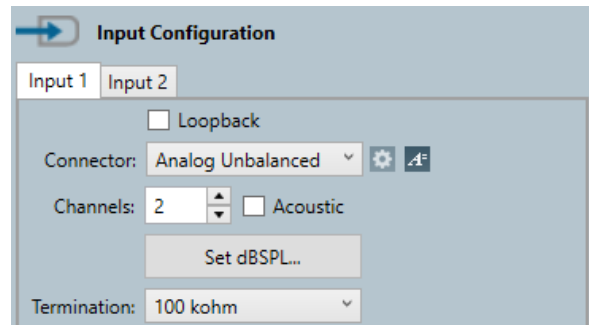 Input Configuration
Input 1 Input 2
Loopback
Connector: Analog Unbalanced
Channels: 2 Acoustic
Set dBSPL...
Termination: 100 kohm